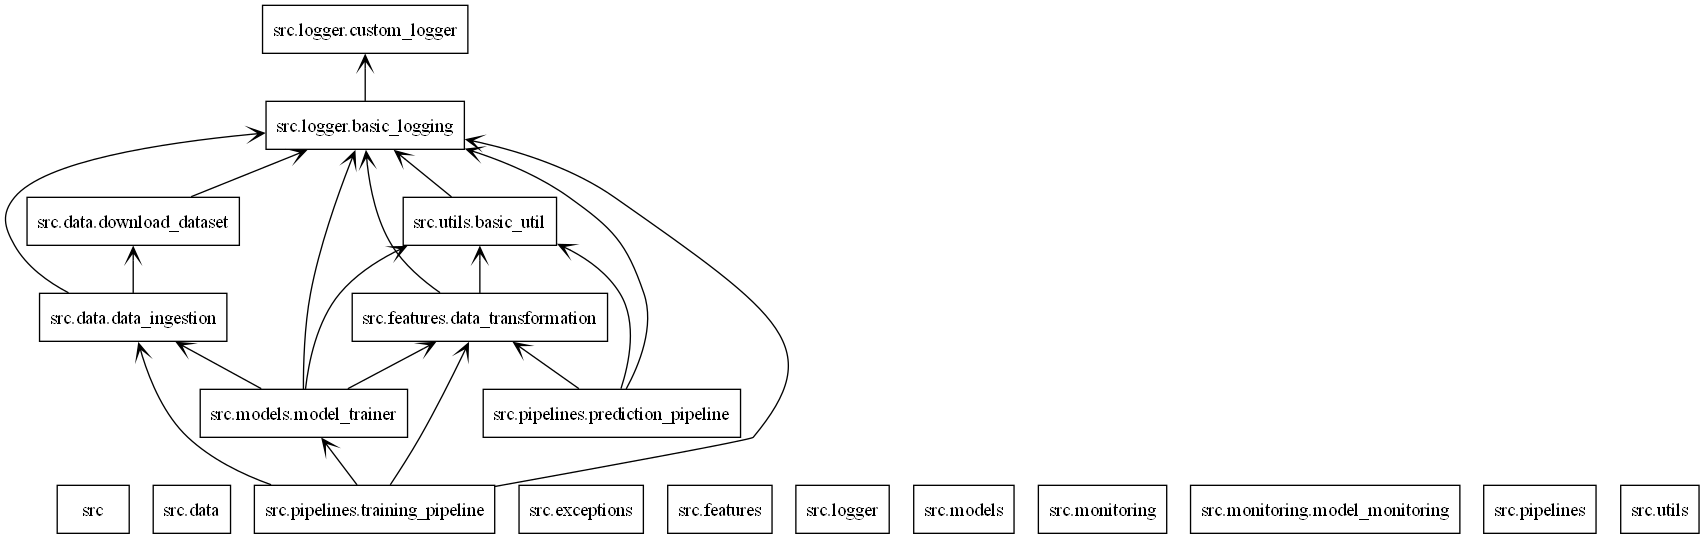 src.logger.custom_logger
src.logger.basic_logging
src.data.download_dataset
src.utils.basic_util
src.data.data_ingestion
src.features.data_transformation
src.models.model_trainer
src.pipelines.prediction_pipeline
src
src.data
src.pipelines.training_pipeline
src.exceptions
src.features
src.logger
src.models
src.monitoring
src.monitoring.model_monitoring
src.pipelines
src.utils